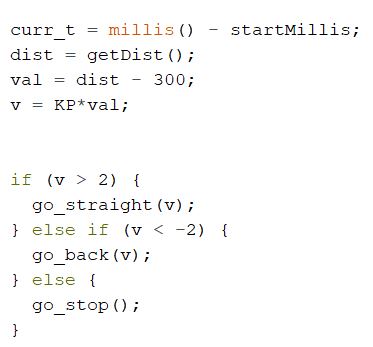 curr_t = millis() - startMillis;
dist = getDist();
val = dist - 300;
v = KP*val;
if (v > 2) {
go_straight(v);
} else if (v < -2) {
go_back(v);
} else {
go_stop();
}